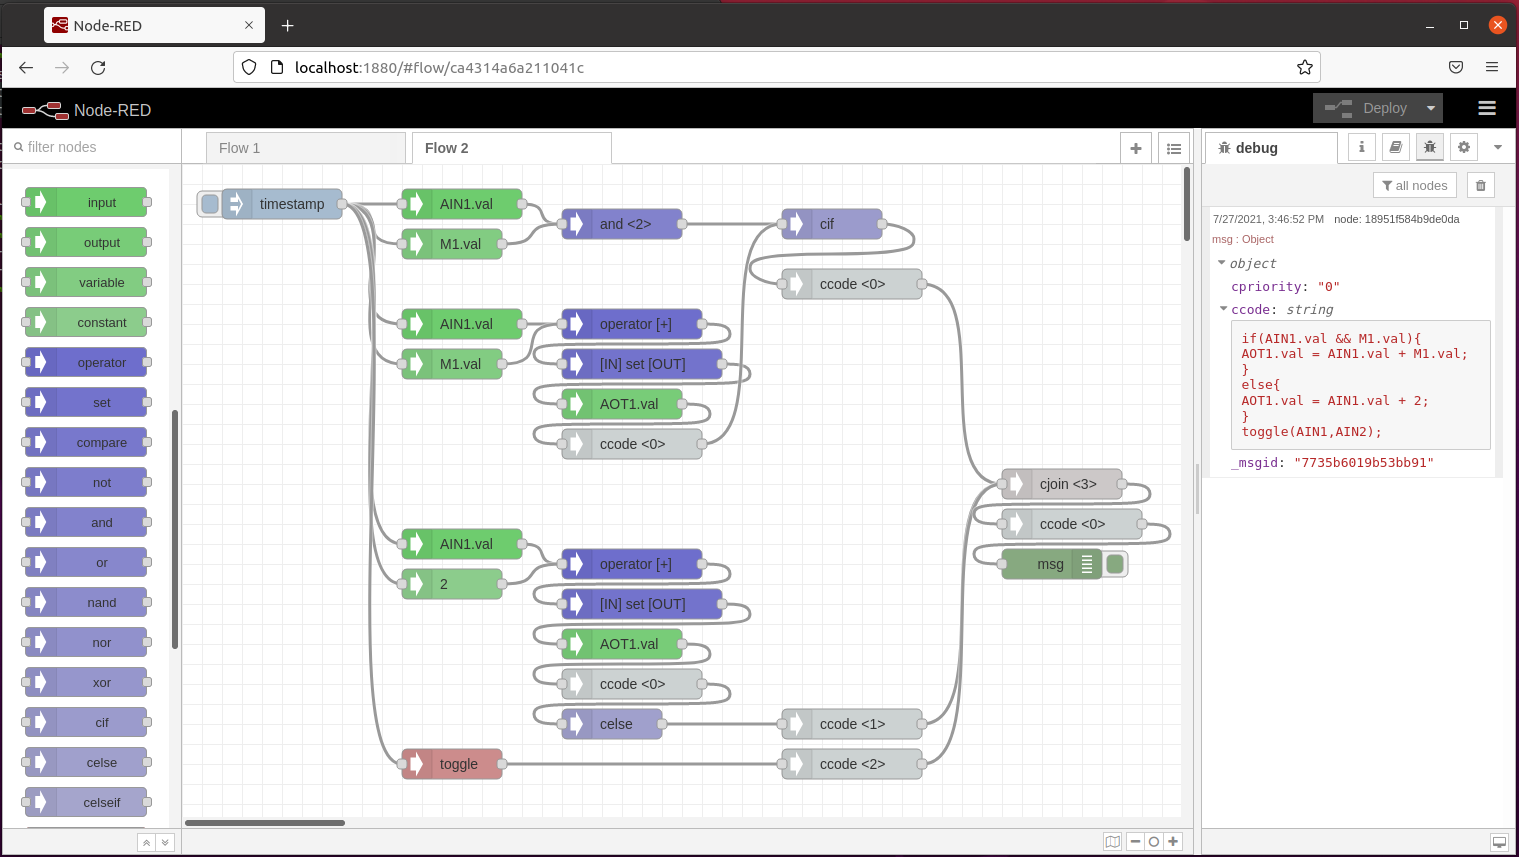 Node-RED
localhost:1880/#flow/ca4314a6a211041c
Node-RED
Deploy
filter nodes
input
output
variable
constant
operator
set
compare
not
and
or
nand
nor
xor
cif
celse
celseif
Flow 1
Flow 2
timestamp
AIN1.val
M1.val
and <2>
cif
ccode <0>
AIN1.val
M1.val
operator [+]
[IN] set [OUT]
AOT1.val
ccode <0>
AIN1.val
2
operator [+]
[IN] set [OUT]
AOT1.val
ccode <0>
celse
ccode <1>
toggle
ccode <2>
cjoin <3>
ccode <0>
msg
debug
all nodes
7/27/2021, 3:46:52 PM node: 18951f584b9de0da
msg : Object
object
cpriority: "0"
ccode: string
if(AIN1.val && M1.val){
AOT1.val = AIN1.val + M1.val;
}
else{
AOT1.val = AIN1.val + 2;
}
toggle(AIN1,AIN2);
_msgid: "7735b6019b53bb91"